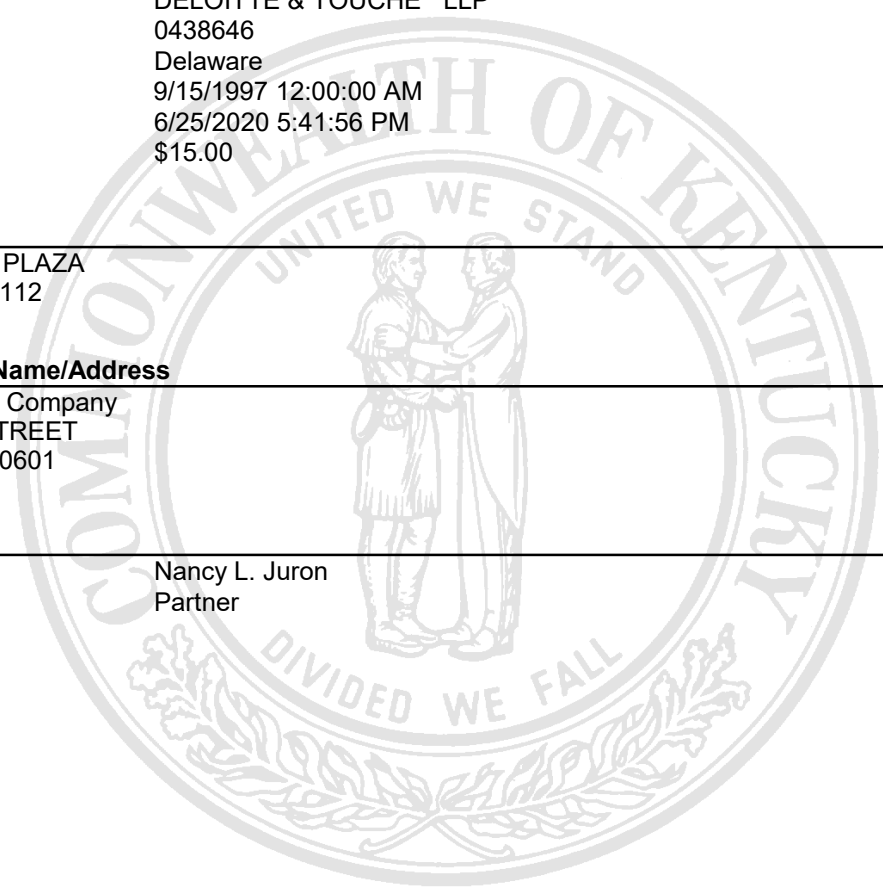 DELOITTE & TOUCHE LLP
0438646
Delaware
9/15/1997 12:00:00 AM
6/25/2020 5:41:56 PM
$15.00
PLAZA
112
Name/Address
Company
TREET
0601
Nancy L. Juron
Partner
COMMONWEALTH OF KENTUCKY
UNITED WE STAND
DIVIDED WE FALL